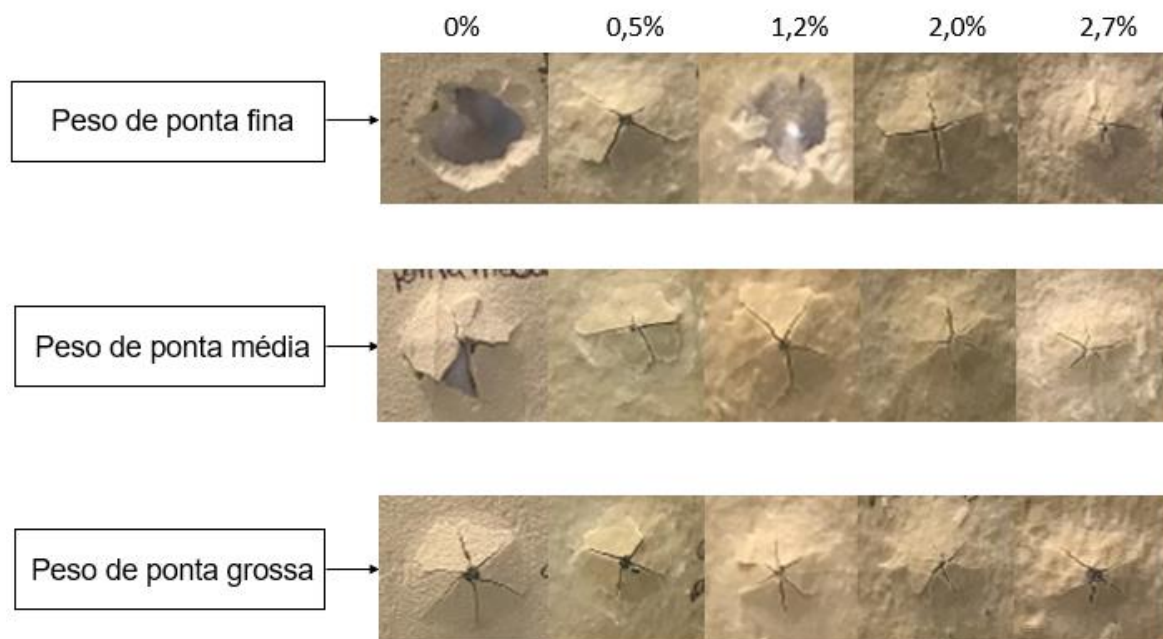 0% 0,5% 1,2% 2,0% 2,7%
Peso de ponta fina
Peso de ponta média
Peso de ponta grossa